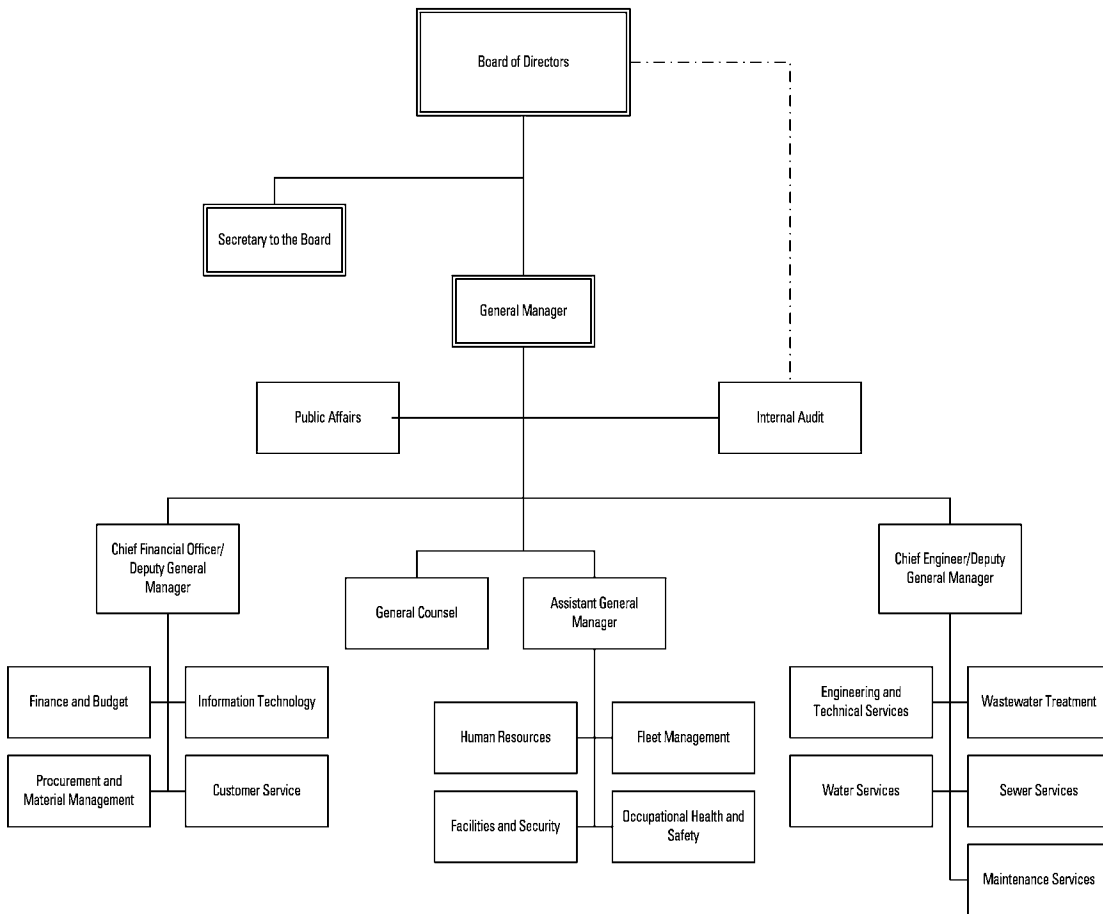 Board of Directors
Secretary to the Board
General Manager
Public Affairs
Internal Audit
Chief Financial Officer/
Deputy General
Manager
General Counsel
Assistant General
Manager
Chief Engineer/Deputy
General Manager
Finance and Budget
Information Technology
Procurement and
Materiel Management
Customer Service
Human Resources
Fleet Management
Facilities and Security
Occupational Health and
Safety
Engineering and
Technical Services
Wastewater Treatment
Water Services
Sewer Services
Maintenance Services